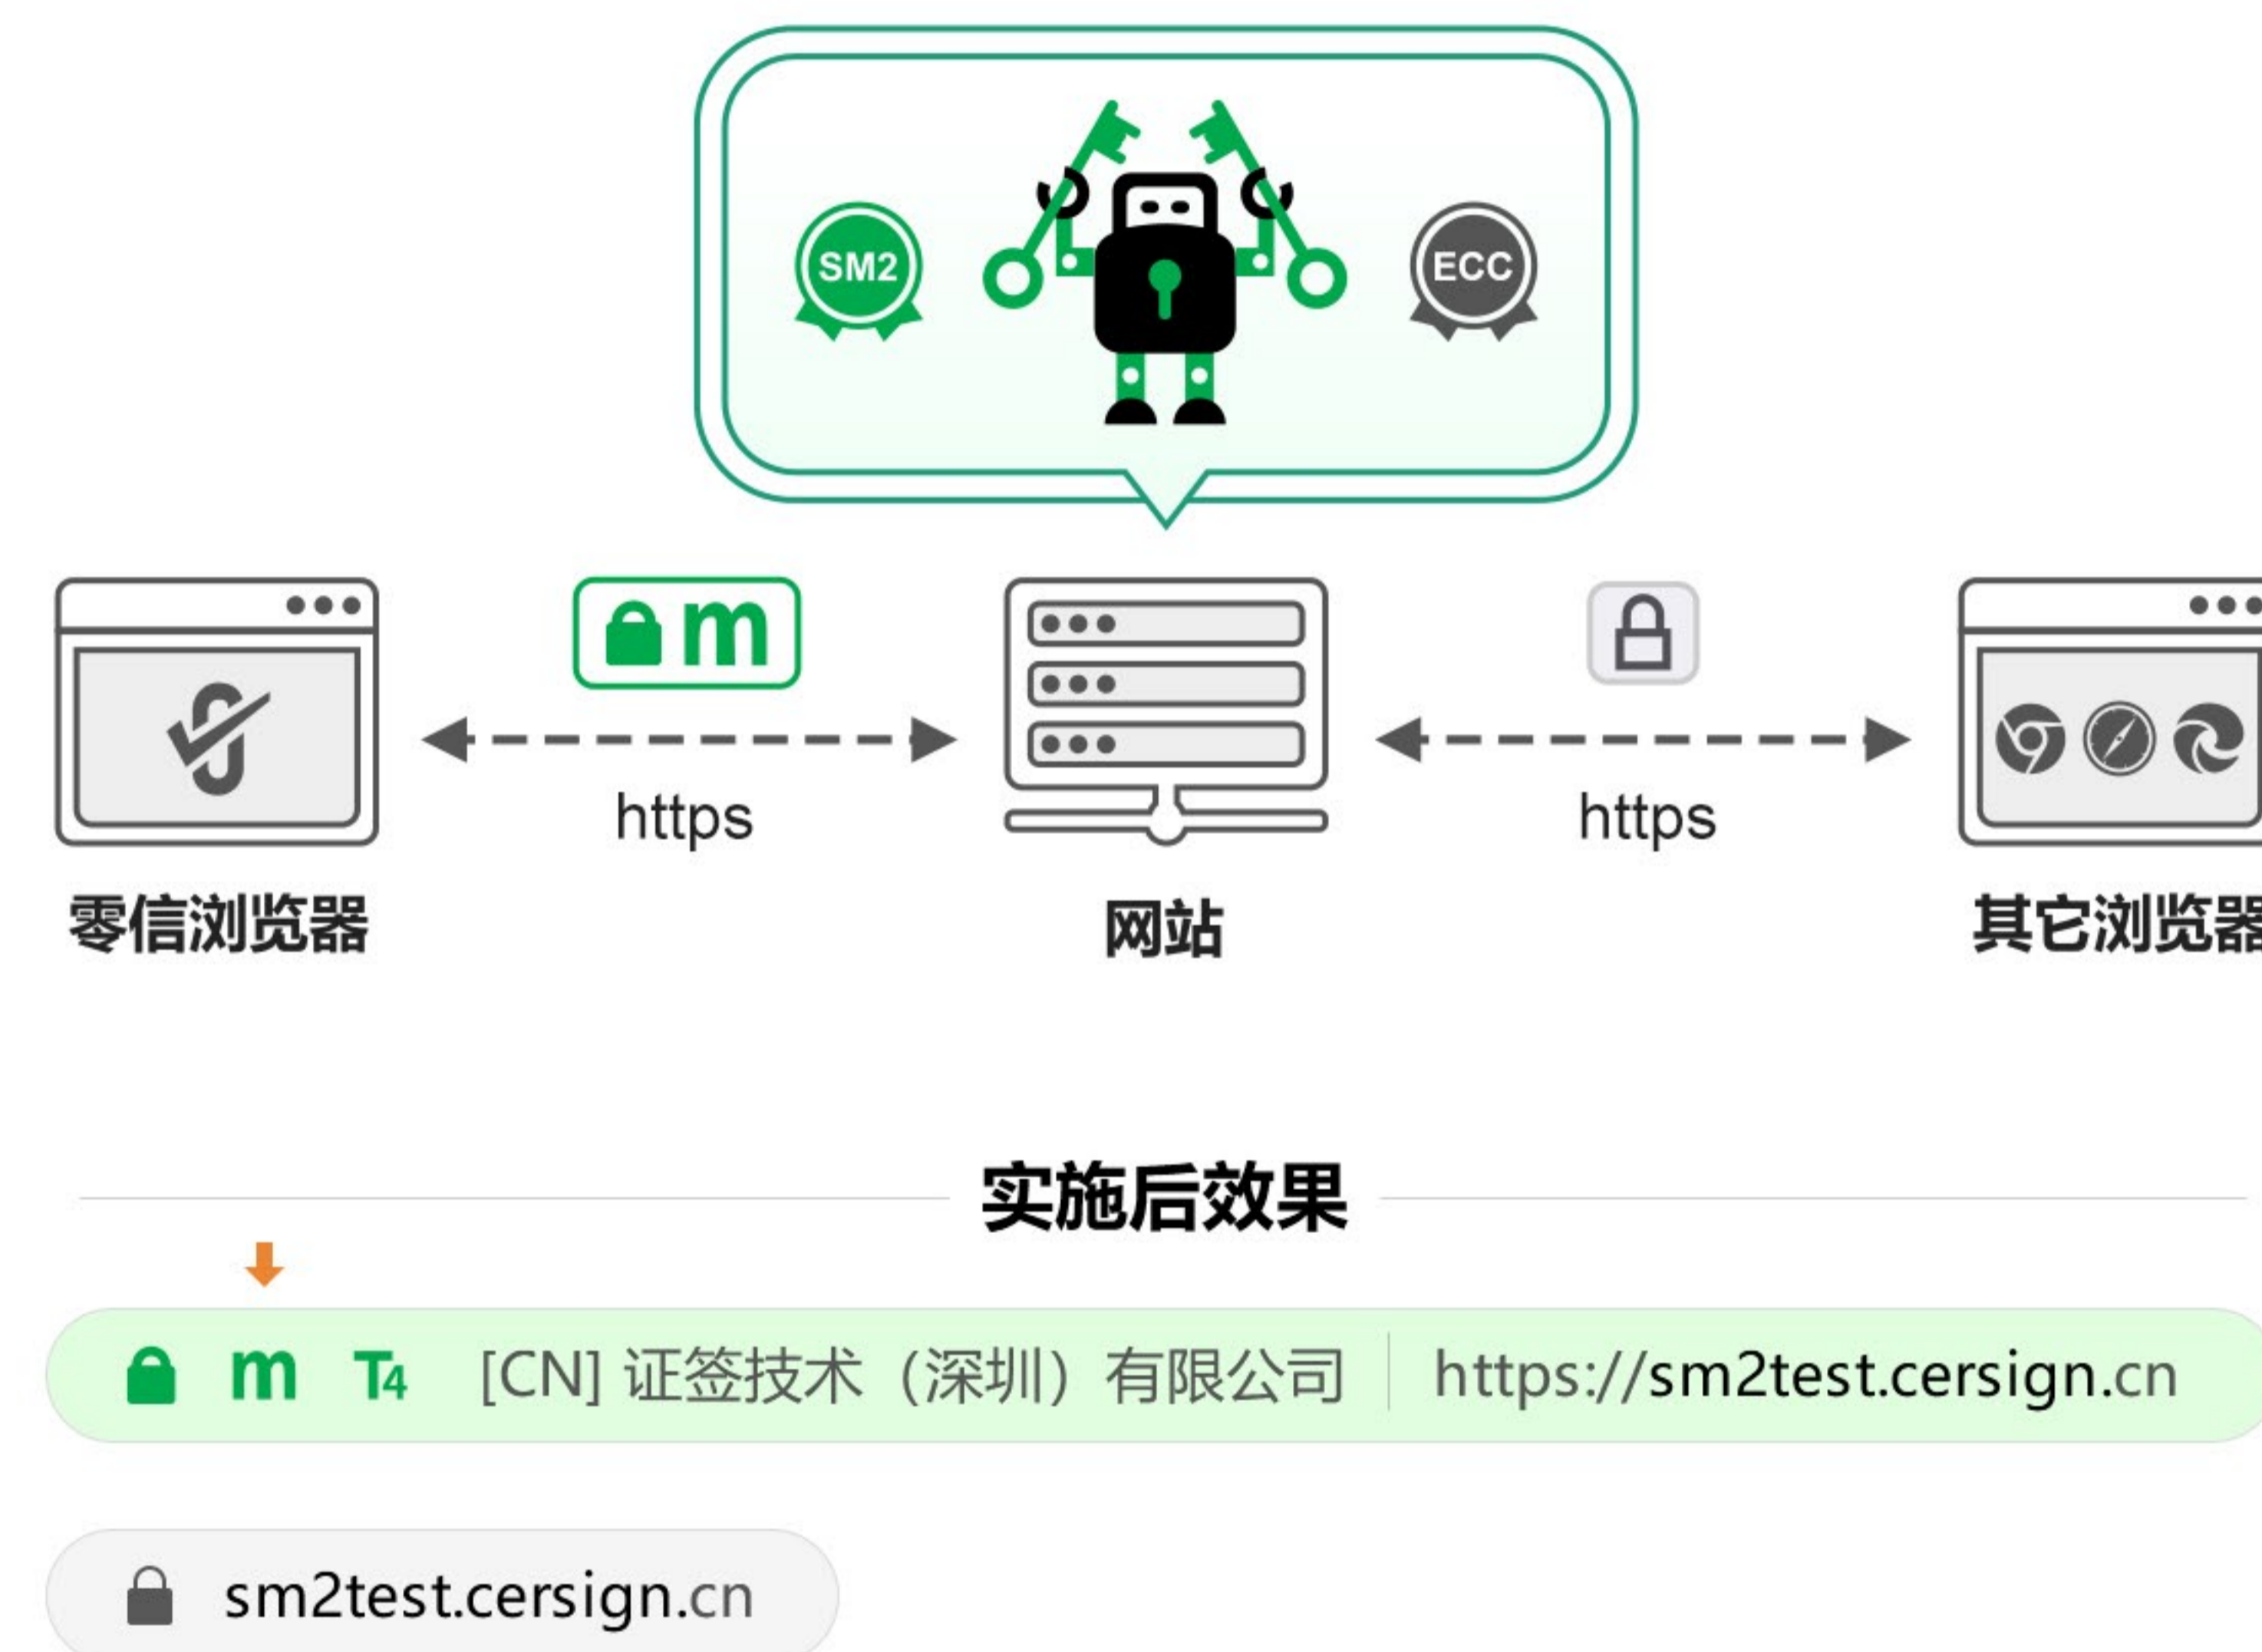 SM2
ECC
m
https
https
零信浏览器
网站
其它浏览器
实施后效果
m T4 [CN] 证签技术（深圳）有限公司 https://sm2test.cersign.cn
sm2test.cersign.cn